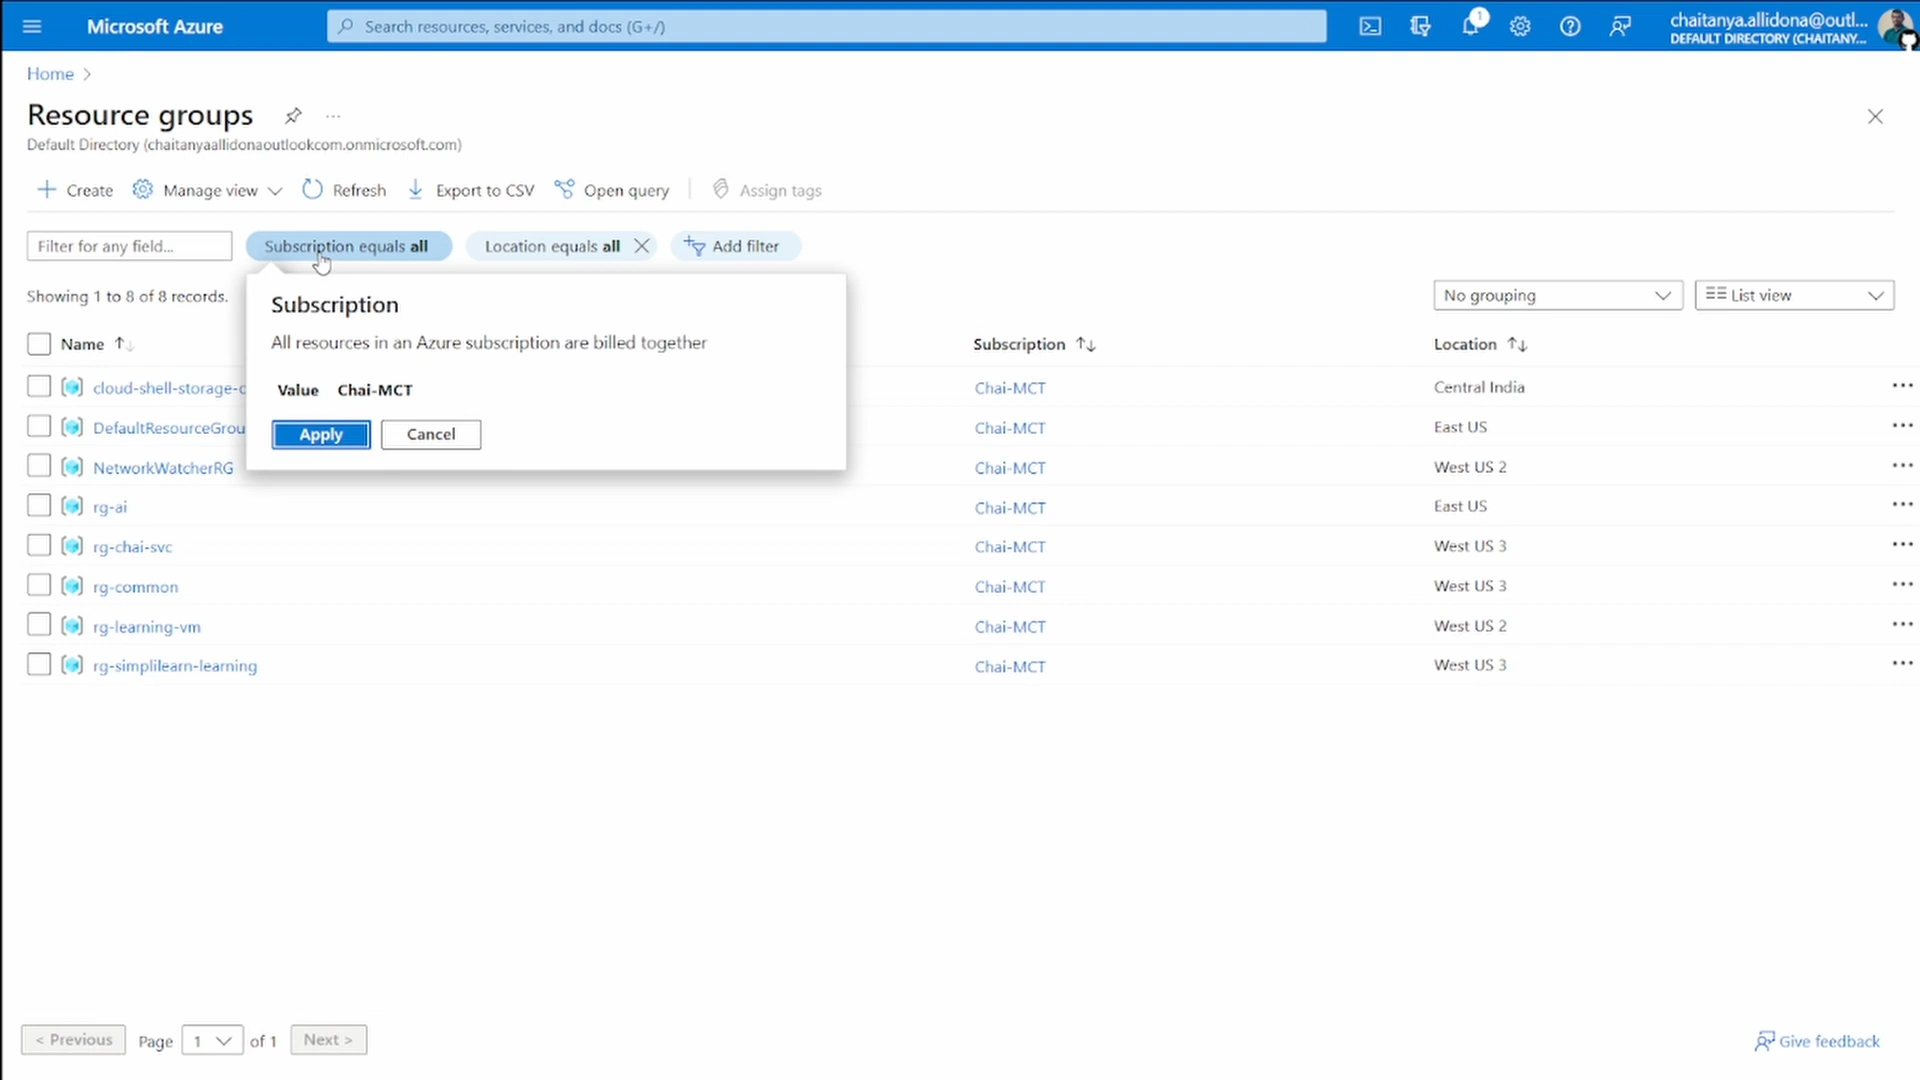 Microsoft Azure
Search resources, services, and docs (G+/)
1
chaitanya.allidona@outl...
DEFAULT DIRECTORY (CHAITANY...
Home
Resource groups
Default Directory (chaitanyaallidonaoutlookcom.onmicrosoft.com)
Create
Manage view
Refresh
Export to CSV
Open query
Assign tags
Filter for any field...
Subscription equals all
Location equals all
Add filter
Showing 1 to 8 of 8 records.
No grouping
List view
Subscription
All resources in an Azure subscription are billed together
Value Chai-MCT
Apply
Cancel
Name
Subscription
Location
cloud-shell-storage-c
Chai-MCT
Central India
DefaultResourceGrou
Chai-MCT
East US
NetworkWatcherRG
Chai-MCT
West US 2
rg-ai
Chai-MCT
East US
rg-chai-svc
Chai-MCT
West US 3
rg-common
Chai-MCT
West US 3
rg-learning-vm
Chai-MCT
West US 2
rg-simplilearn-learning
Chai-MCT
West US 3
< Previous
Page 1 of 1
Next >
Give feedback